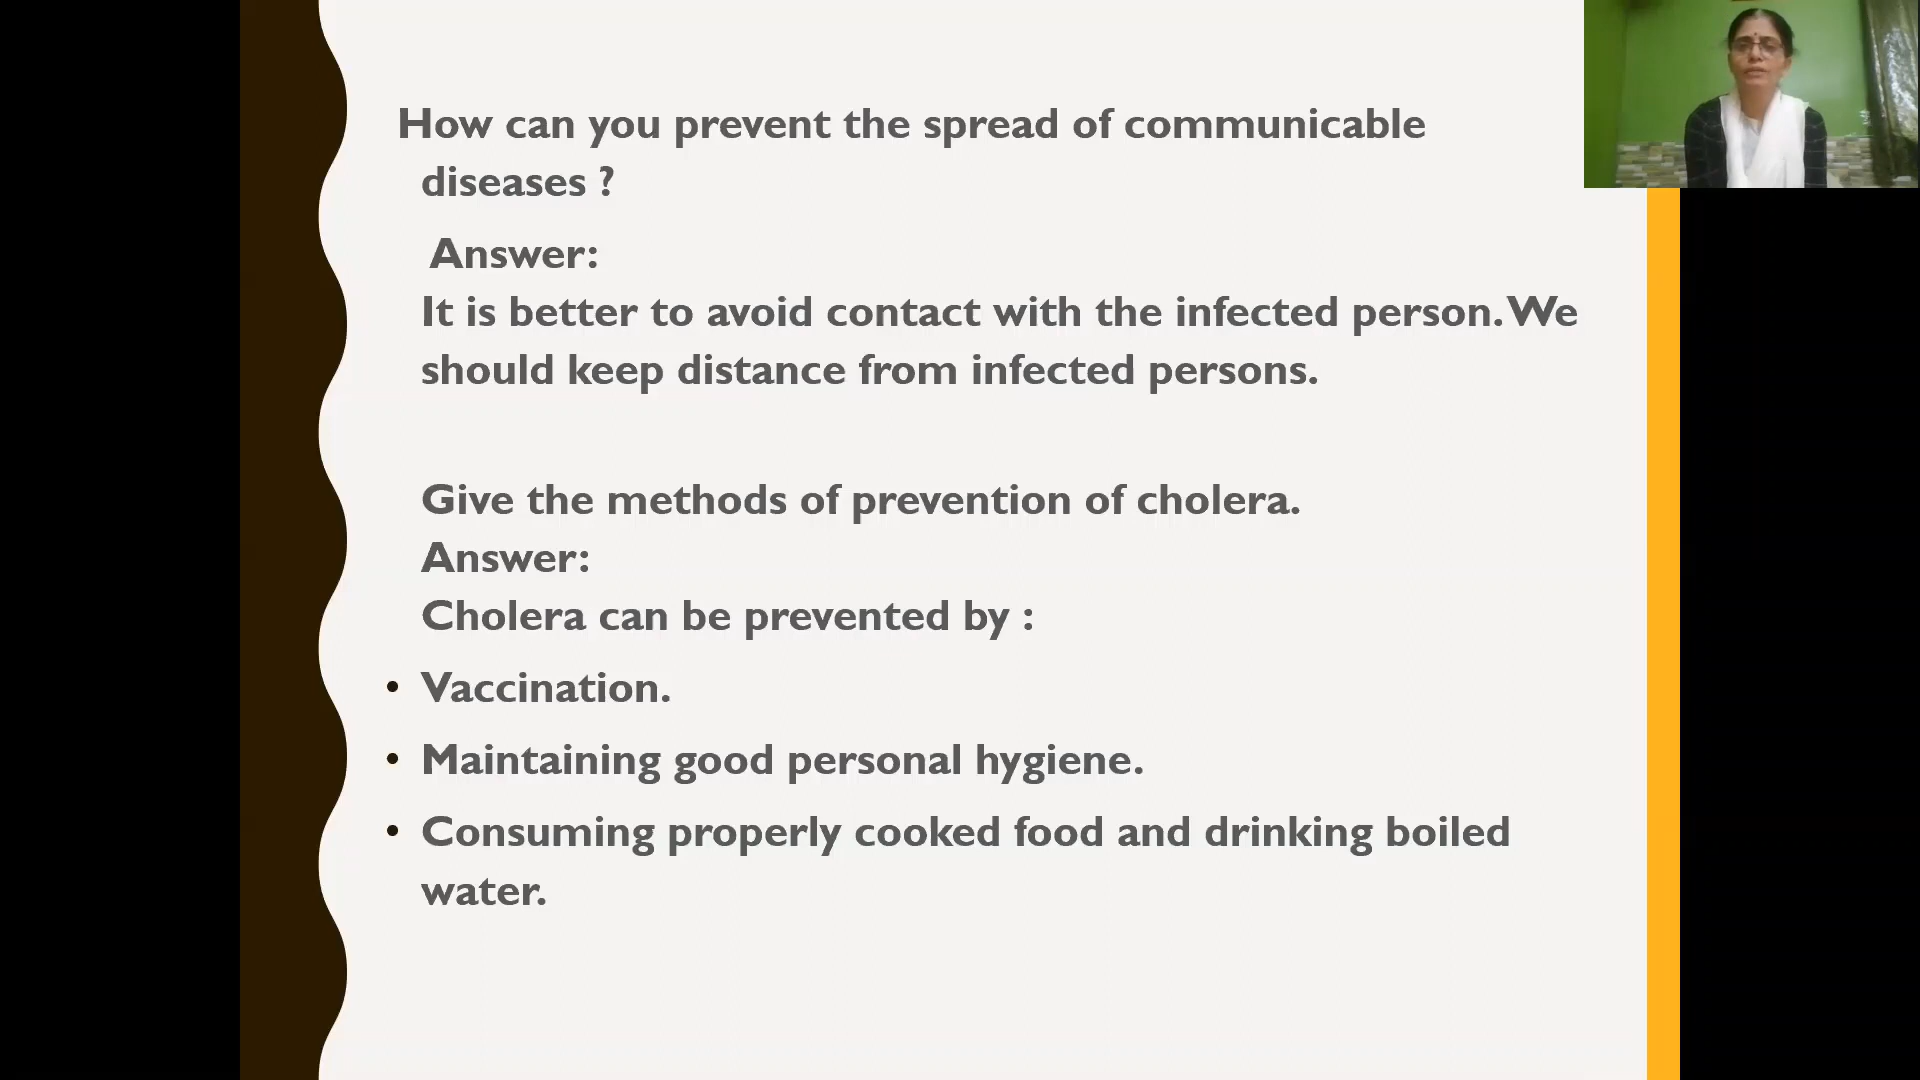 How can you prevent the spread of communicable
diseases ?
Answer:
It is better to avoid contact with the infected person. We
should keep distance from infected persons.
Give the methods of prevention of cholera.
Answer:
Cholera can be prevented by :
• Vaccination.
• Maintaining good personal hygiene.
• Consuming properly cooked food and drinking boiled
water.